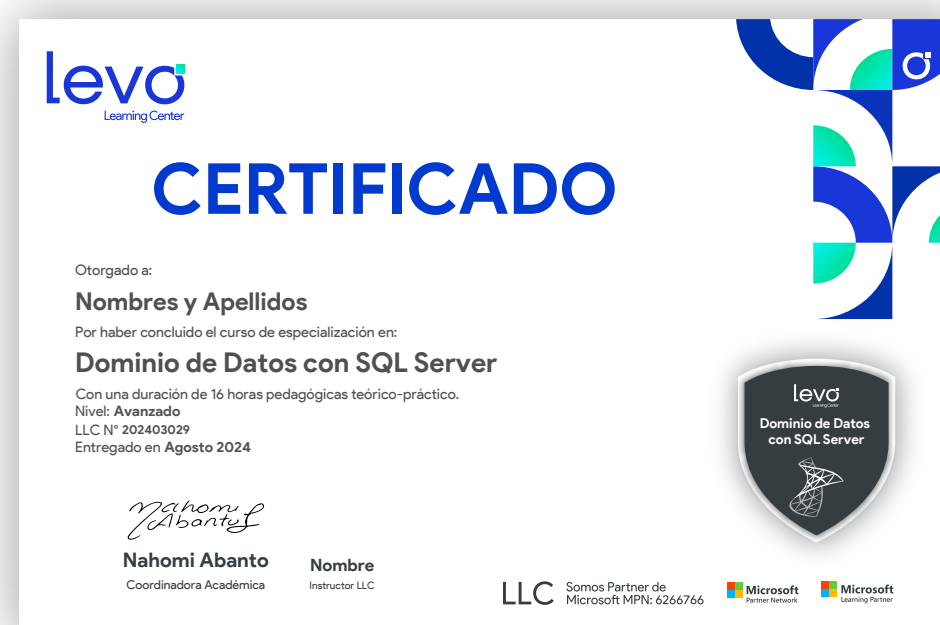 levo
Learning Center
CERTIFICADO
Otorgado a:
Nombres y Apellidos
Por haber concluido el curso de especialización en:
Dominio de Datos con SQL Server
Con una duración de 16 horas pedagógicas teórico-práctico.
Nivel: Avanzado
LLC N° 202403029
Entregado en Agosto 2024
levo
Learning Center
Dominio de Datos
con SQL Server
Nahomi Abanto
Nahomi Abanto
Coordinadora Académica
Nombre
Instructor LLC
LLC
Somos Partner de
Microsoft MPN: 6266766
Microsoft
Partner Network
Microsoft
Learning Partner